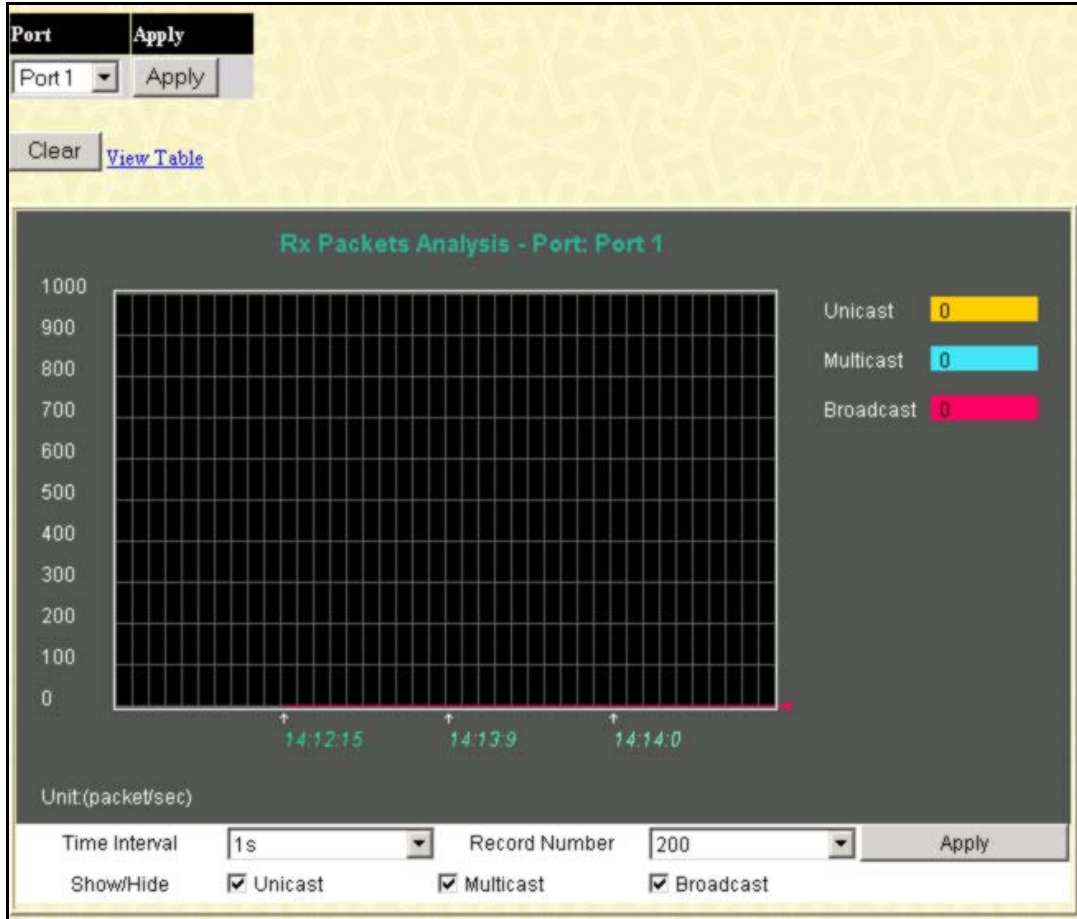 Port Apply
Port 1 Apply
Clear View Table
Rx Packets Analysis - Port: Port 1
1000
900
800
700
600
500
400
300
200
100
0
Unicast 0
Multicast 0
Broadcast 0
14:12:15 14:13:9 14:14:0
Unit:(packet/sec)
Time Interval 1s Record Number 200 Apply
Show/Hide Unicast Multicast Broadcast